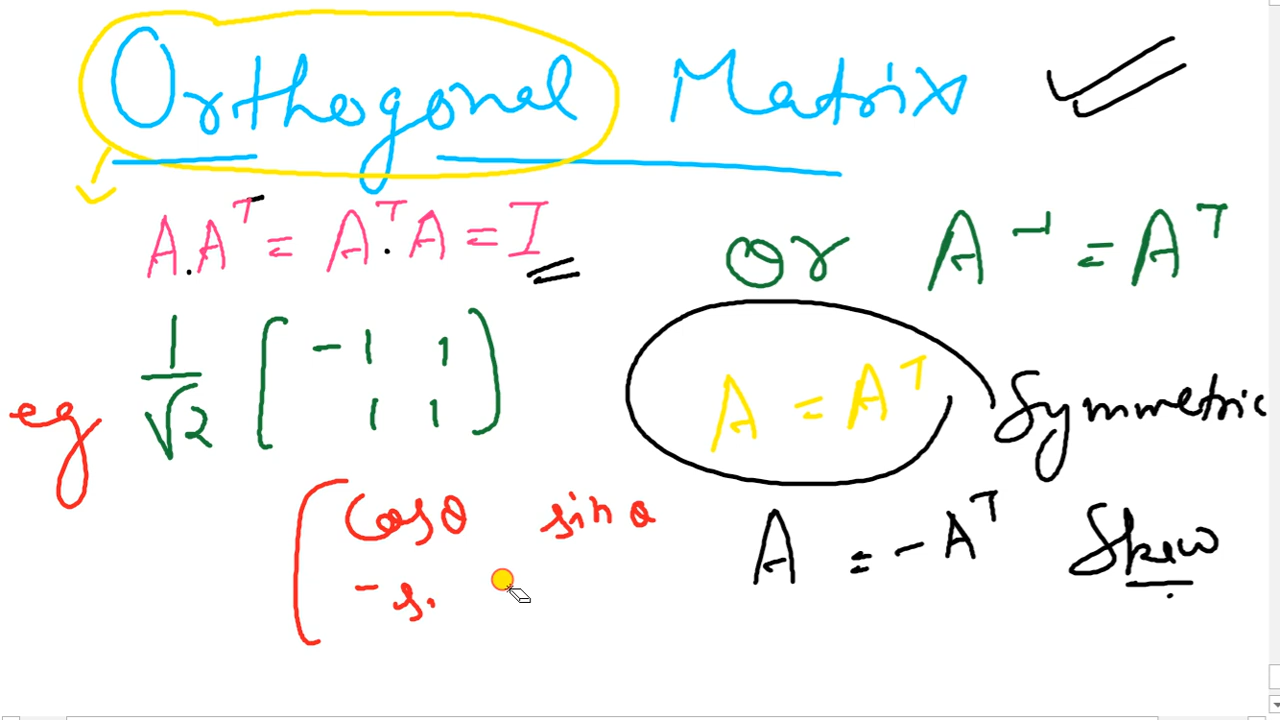 Orthogonal Matrix
A.Aᵀ = Aᵀ.A = I or A⁻¹ = Aᵀ
eg 1/√2 [-1 1
1 1]
A = Aᵀ Symmetric
[cosθ sinθ
-s
A = -Aᵀ Skew